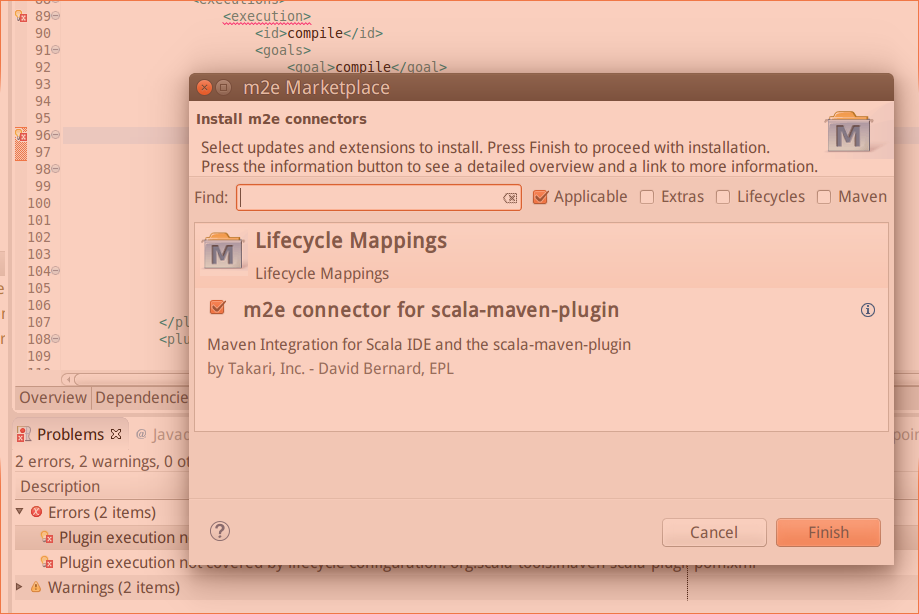 89
<execution>
90
<id>compile</id>
91
<goals>
92
<goal>compile</goal>
93
94
95
96
97
98
99
100
101
102
103
104
105
106
107
</pl
108
<plu
109
m2e Marketplace
Install m2e connectors
Select updates and extensions to install. Press Finish to proceed with installation.
Press the information button to see a detailed overview and a link to more information.
Find:
Applicable
Extras
Lifecycles
Maven
M
Lifecycle Mappings
Lifecycle Mappings
m2e connector for scala-maven-plugin
Maven Integration for Scala IDE and the scala-maven-plugin
by Takari, Inc. - David Bernard, EPL
Cancel
Finish
Overview
Dependencie
Problems
@ Javac
2 errors, 2 warnings, 0 ot
Description
Errors (2 items)
Plugin execution n
Plugin execution not covered by lifecycle configuration: org.scala-tools:maven-scala-plugi
pom.xml
Warnings (2 items)